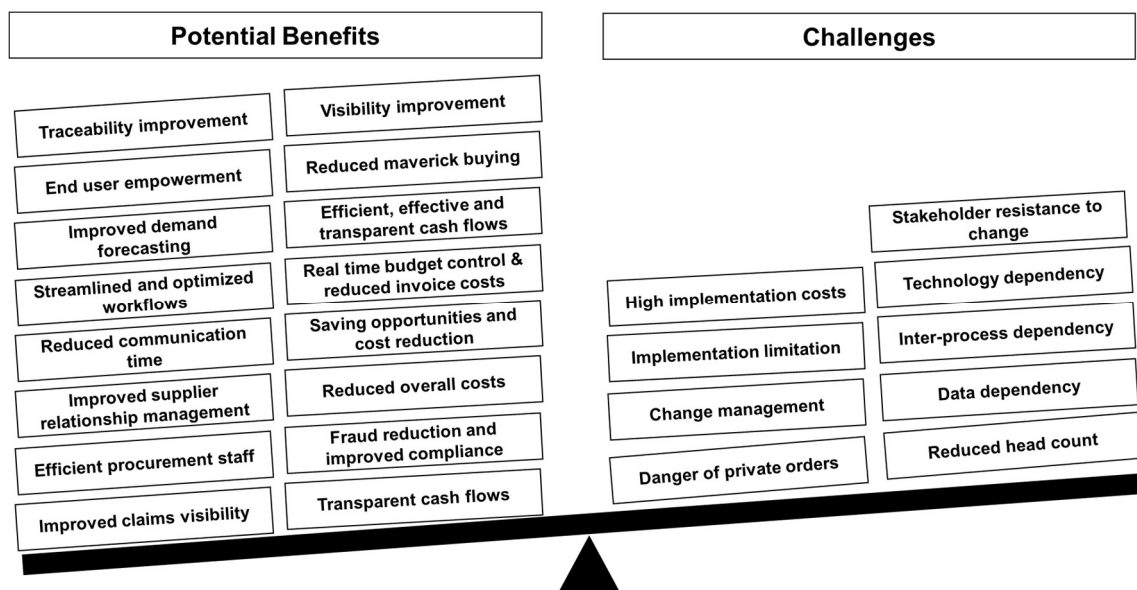 Potential Benefits
Traceability improvement
End user empowerment
Improved demand
forecasting
Streamlined and optimized
workflows
Reduced communication
time
Improved supplier
relationship management
Efficient procurement staff
Improved claims visibility
Visibility improvement
Reduced maverick buying
Efficient, effective and
transparent cash flows
Real time budget control &
reduced invoice costs
Saving opportunities and
cost reduction
Reduced overall costs
Fraud reduction and
improved compliance
Transparent cash flows
Challenges
High implementation costs
Implementation limitation
Change management
Danger of private orders
Stakeholder resistance to
change
Technology dependency
Inter-process dependency
Data dependency
Reduced head count